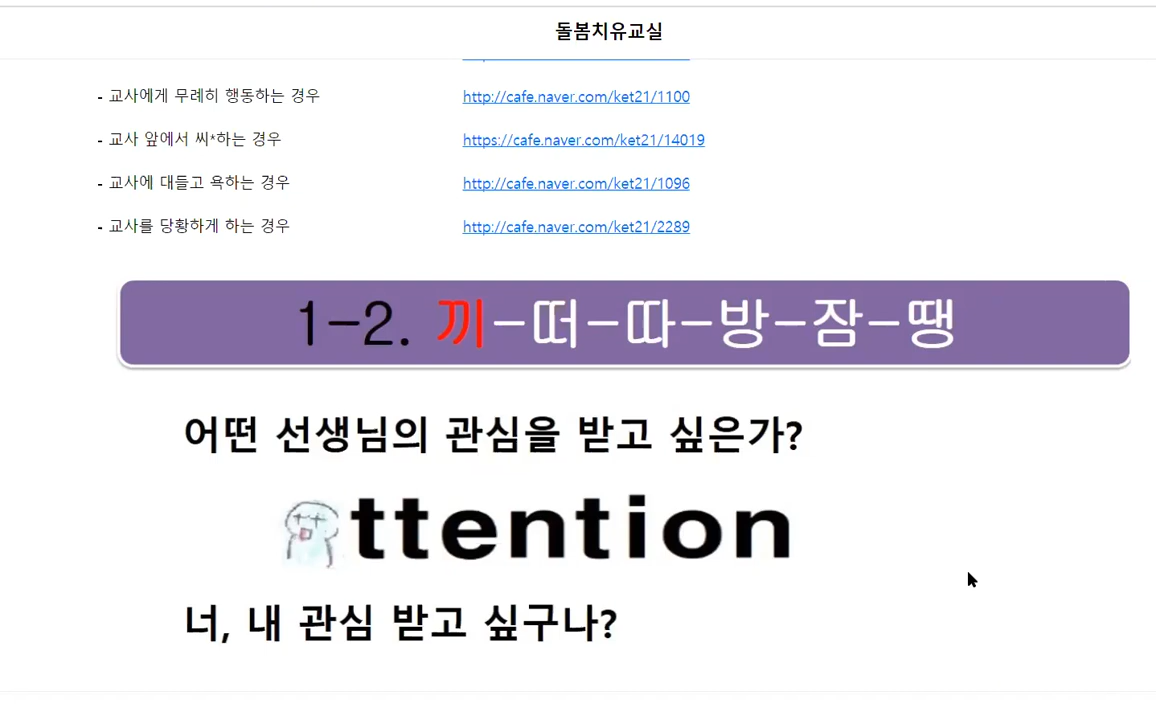 돌봄치유교실
- 교사에게 무례히 행동하는 경우 http://cafe.naver.com/ket21/1100
- 교사 앞에서 씨*하는 경우 https://cafe.naver.com/ket21/14019
- 교사에 대들고 욕하는 경우 http://cafe.naver.com/ket21/1096
- 교사를 당황하게 하는 경우 http://cafe.naver.com/ket21/2289
1-2. 끼-떠-따-방-잠-땡
어떤 선생님의 관심을 받고 싶은가?
ttention
너, 내 관심 받고 싶구나?